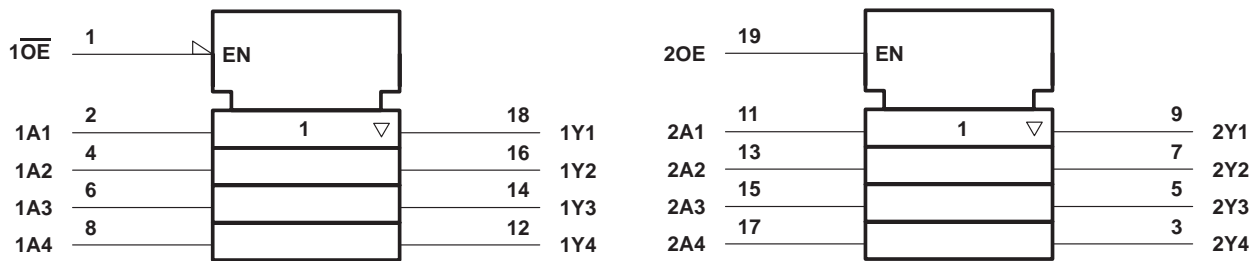 1
1O̅E̅ EN
2 1 18
1A1 1Y1
4 16
1A2 1Y2
6 14
1A3 1Y3
8 12
1A4 1Y4
19
2OE EN
11 1 9
2A1 2Y1
13 7
2A2 2Y2
15 5
2A3 2Y3
17 3
2A4 2Y4